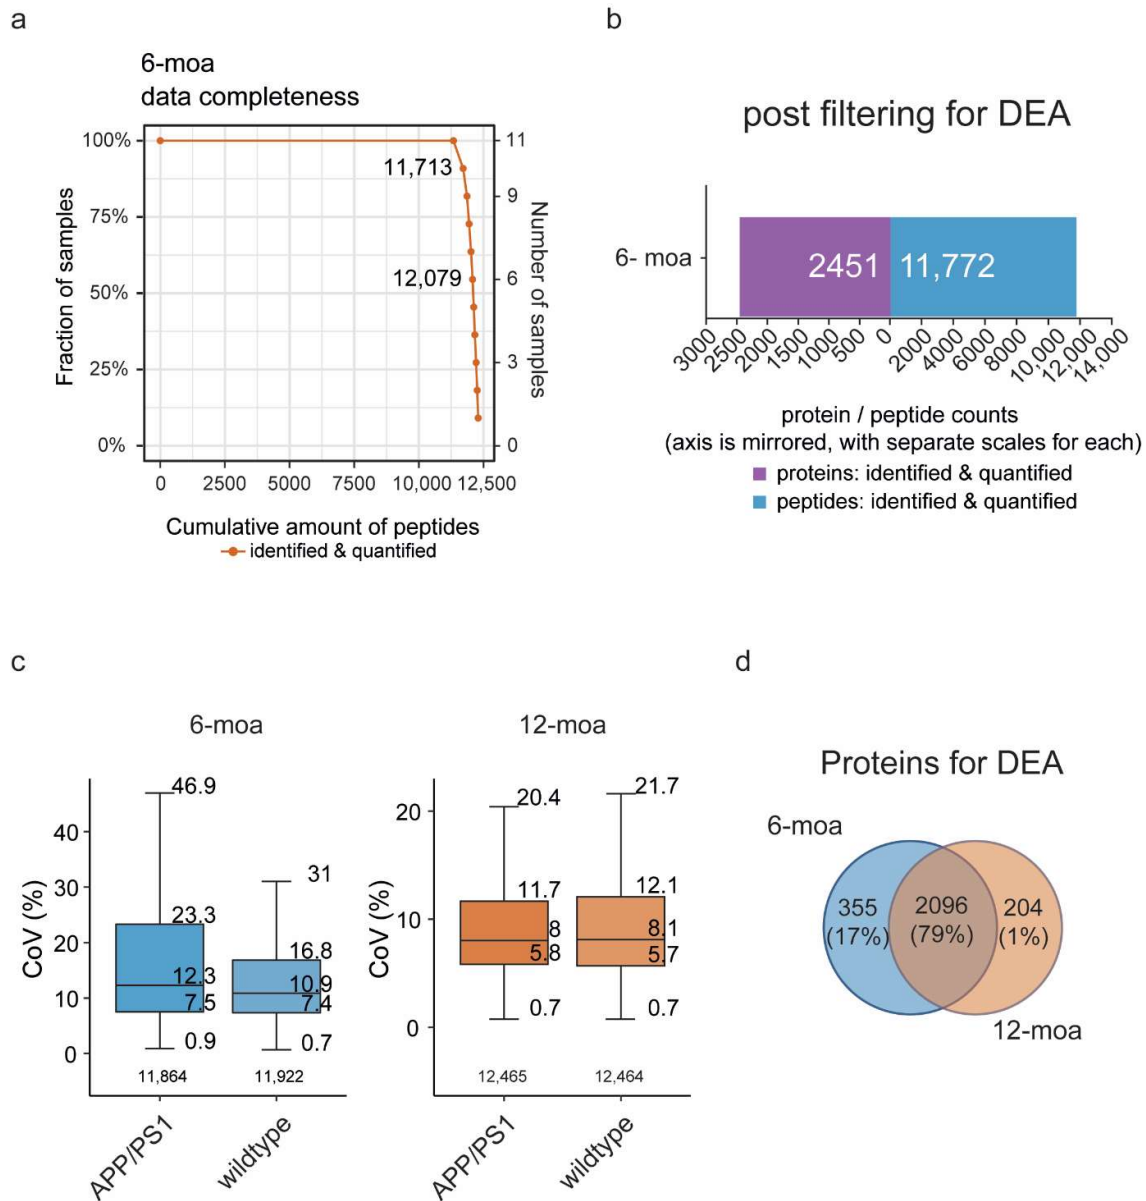 a
6-moa
data completeness
100%
75%
50%
25%
0%
Fraction of samples
11,713
12,079
11
9
6
3
0
Number of samples
0 2500 5000 7500 10,000 12,500
Cumulative amount of peptides
identified & quantified
b
post filtering for DEA
6- moa
2451 11,772
3000 2500 2000 1500 1000 500 0 2000 4000 6000 8000 10,000 12,000 14,000
protein / peptide counts
(axis is mirrored, with separate scales for each)
proteins: identified & quantified
peptides: identified & quantified
c
6-moa
CoV (%)
40
30
20
10
0
46.9
23.3
12.3
7.5
0.9
11,864
31
16.8
10.9
7.4
0.7
11,922
APP/PS1
wildtype
12-moa
CoV (%)
20
10
0
20.4
11.7
8
5.8
0.7
12,465
21.7
12.1
8.1
5.7
0.7
12,464
APP/PS1
wildtype
d
Proteins for DEA
6-moa
355
(17%)
2096
(79%)
204
(1%)
12-moa